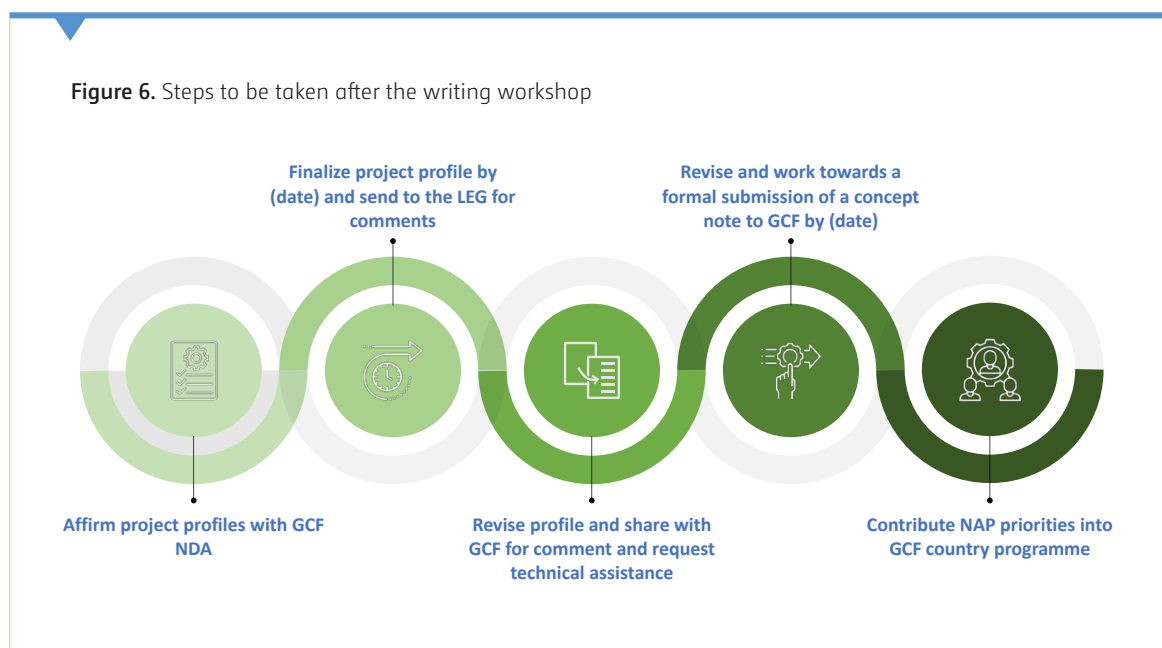 Figure 6. Steps to be taken after the writing workshop
Finalize project profile by
(date) and send to the LEG for
comments
Revise and work towards a
formal submission of a concept
note to GCF by (date)
Affirm project profiles with GCF
NDA
Revise profile and share with
GCF for comment and request
technical assistance
Contribute NAP priorities into
GCF country programme